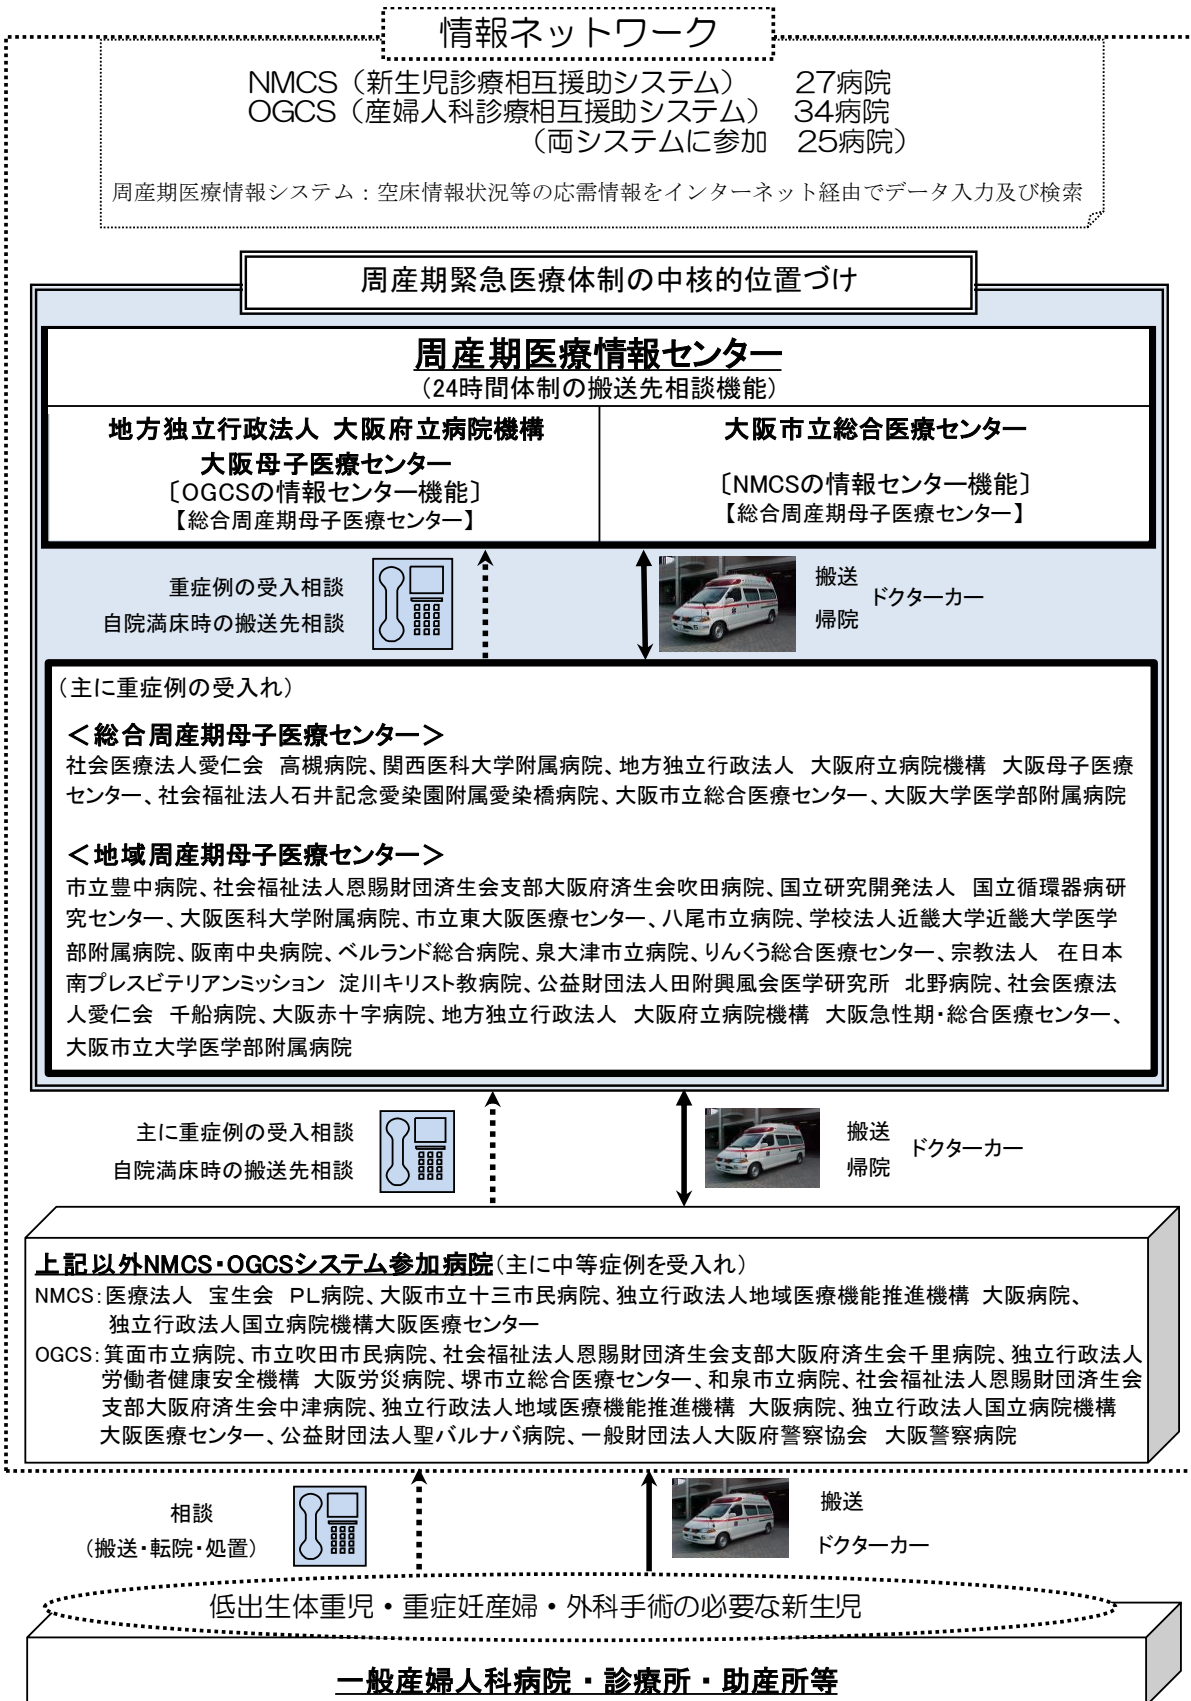 情報ネットワーク
NMCS（新生児診療相互援助システム）　　27病院
OGCS（産婦人科診療相互援助システム）　34病院
（両システムに参加　25病院）
周産期医療情報システム：空床情報状況等の応需情報をインターネット経由でデータ入力及び検索
周産期緊急医療体制の中核的位置づけ
周産期医療情報センター
（24時間体制の搬送先相談機能）
地方独立行政法人 大阪府立病院機構
大阪母子医療センター
〔OGCSの情報センター機能〕
【総合周産期母子医療センター】
大阪市立総合医療センター
〔NMCSの情報センター機能〕
【総合周産期母子医療センター】
重症例の受入相談
自院満床時の搬送先相談
搬送
帰院
ドクターカー
（主に重症例の受入れ）
＜総合周産期母子医療センター＞
社会医療法人愛仁会　高槻病院、関西医科大学附属病院、地方独立行政法人　大阪府立病院機構　大阪母子医療
センター、社会福祉法人石井記念愛染園附属愛染橋病院、大阪市立総合医療センター、大阪大学医学部附属病院
＜地域周産期母子医療センター＞
市立豊中病院、社会福祉法人恩賜財団済生会支部大阪府済生会吹田病院、国立研究開発法人　国立循環器病研
究センター、大阪医科大学附属病院、市立東大阪医療センター、八尾市立病院、学校法人近畿大学近畿大学医学
部附属病院、阪南中央病院、ベルランド総合病院、泉大津市立病院、りんくう総合医療センター、宗教法人　在日本
南プレスビテリアンミッション　淀川キリスト教病院、公益財団法人田附興風会医学研究所　北野病院、社会医療法
人愛仁会　千船病院、大阪赤十字病院、地方独立行政法人　大阪府立病院機構　大阪急性期・総合医療センター、
大阪市立大学医学部附属病院
主に重症例の受入相談
自院満床時の搬送先相談
搬送
帰院
ドクターカー
上記以外NMCS・OGCSシステム参加病院（主に中等症例を受入れ）
NMCS：医療法人　宝生会　PL病院、大阪市立十三市民病院、独立行政法人地域医療機能推進機構　大阪病院、
独立行政法人国立病院機構大阪医療センター
OGCS：箕面市立病院、市立吹田市民病院、社会福祉法人恩賜財団済生会支部大阪府済生会千里病院、独立行政法人
労働者健康安全機構　大阪労災病院、堺市立総合医療センター、和泉市立病院、社会福祉法人恩賜財団済生会
支部大阪府済生会中津病院、独立行政法人地域医療機能推進機構　大阪病院、独立行政法人国立病院機構
大阪医療センター、公益財団法人聖バルナバ病院、一般財団法人大阪府警察協会　大阪警察病院
相談
（搬送・転院・処置）
搬送
ドクターカー
低出生体重児・重症妊産婦・外科手術の必要な新生児
一般産婦人科病院 ・ 診療所・助産所等